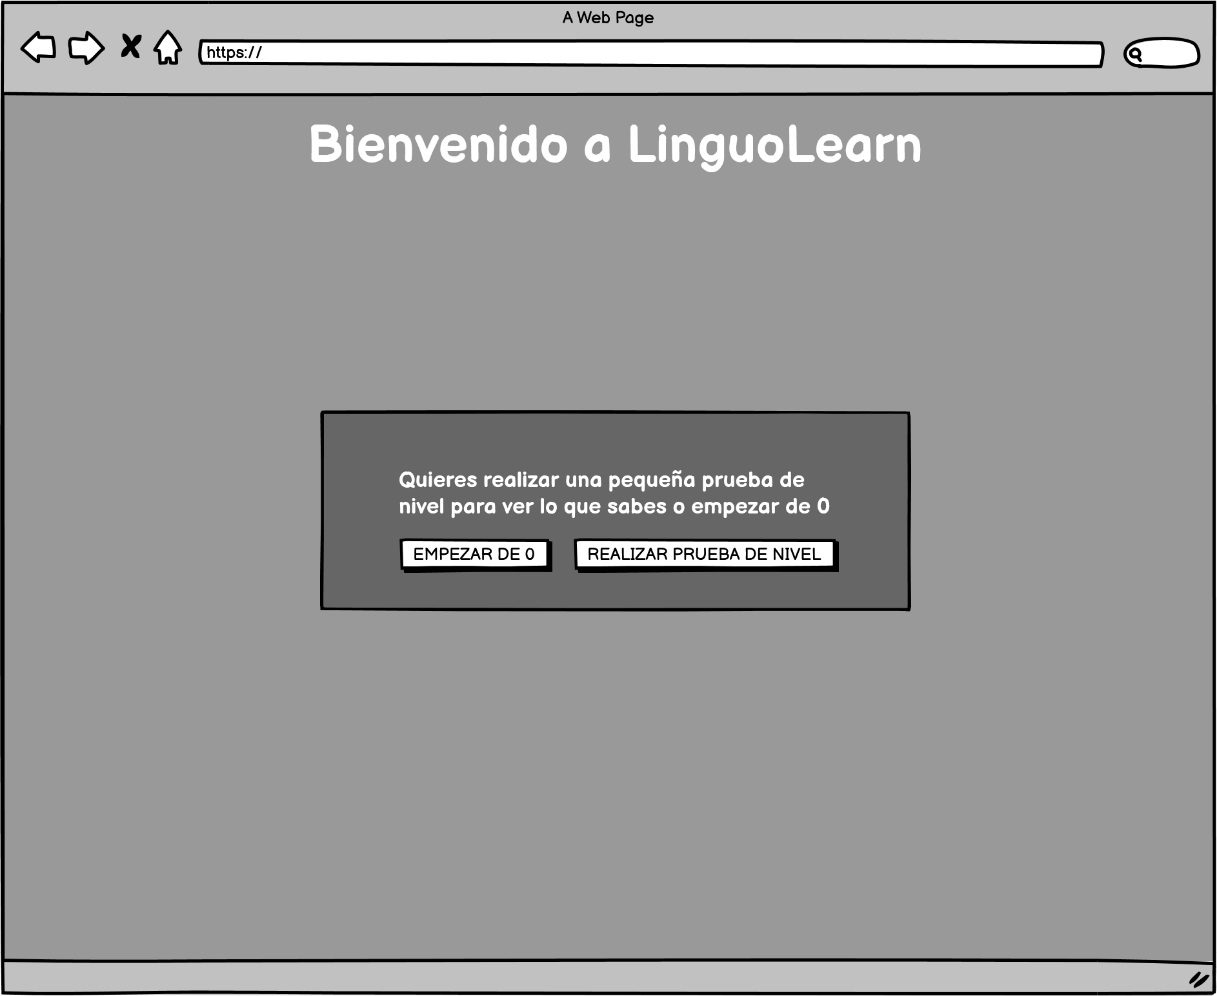 A Web Page
https://
Bienvenido a LinguoLearn
Quieres realizar una pequeña prueba de
nivel para ver lo que sabes o empezar de 0
EMPEZAR DE 0
REALIZAR PRUEBA DE NIVEL